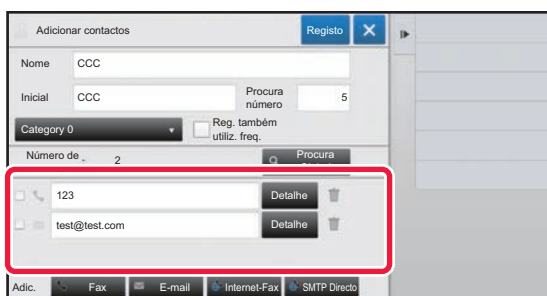 Adicionar contactos Registo
Nome CCC
Inicial CCC Procura número 5
Category 0 Reg. também utiliz. freq.
Número de 2 Procura
123 Detalhe
test@test.com Detalhe
Adic. Fax E-mail Internet-Fax SMTP Directo